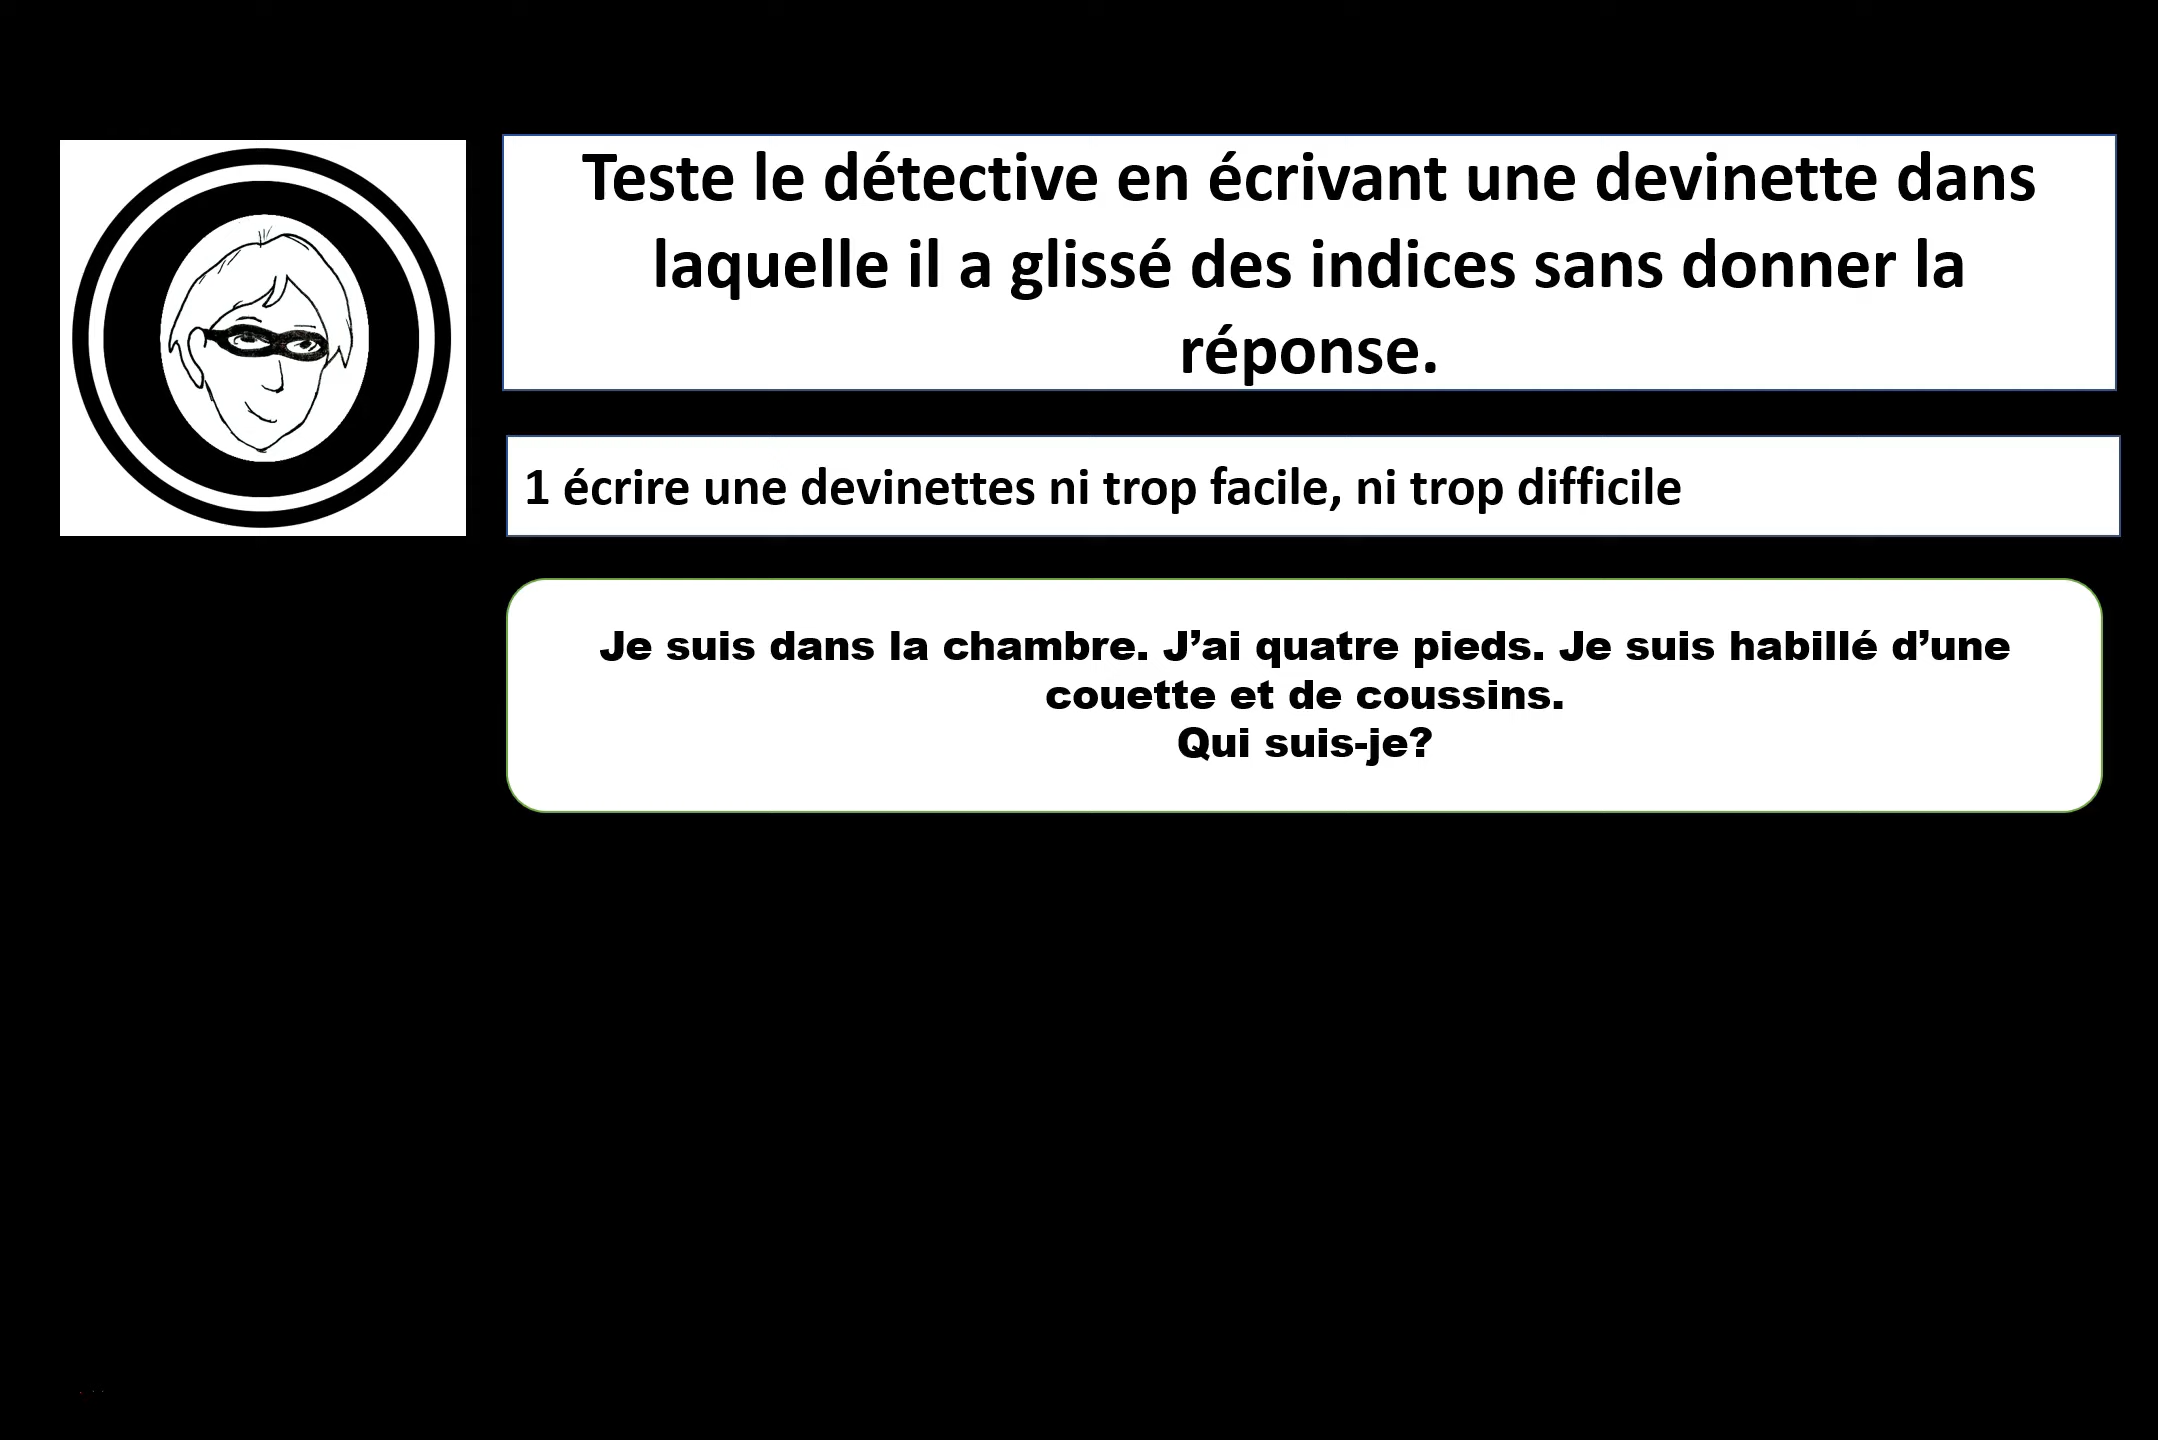 Teste le détective en écrivant une devinette dans
laquelle il a glissé des indices sans donner la
réponse.
1 écrire une devinettes ni trop facile, ni trop difficile
Je suis dans la chambre. J’ai quatre pieds. Je suis habillé d’une
couette et de coussins.
Qui suis-je?